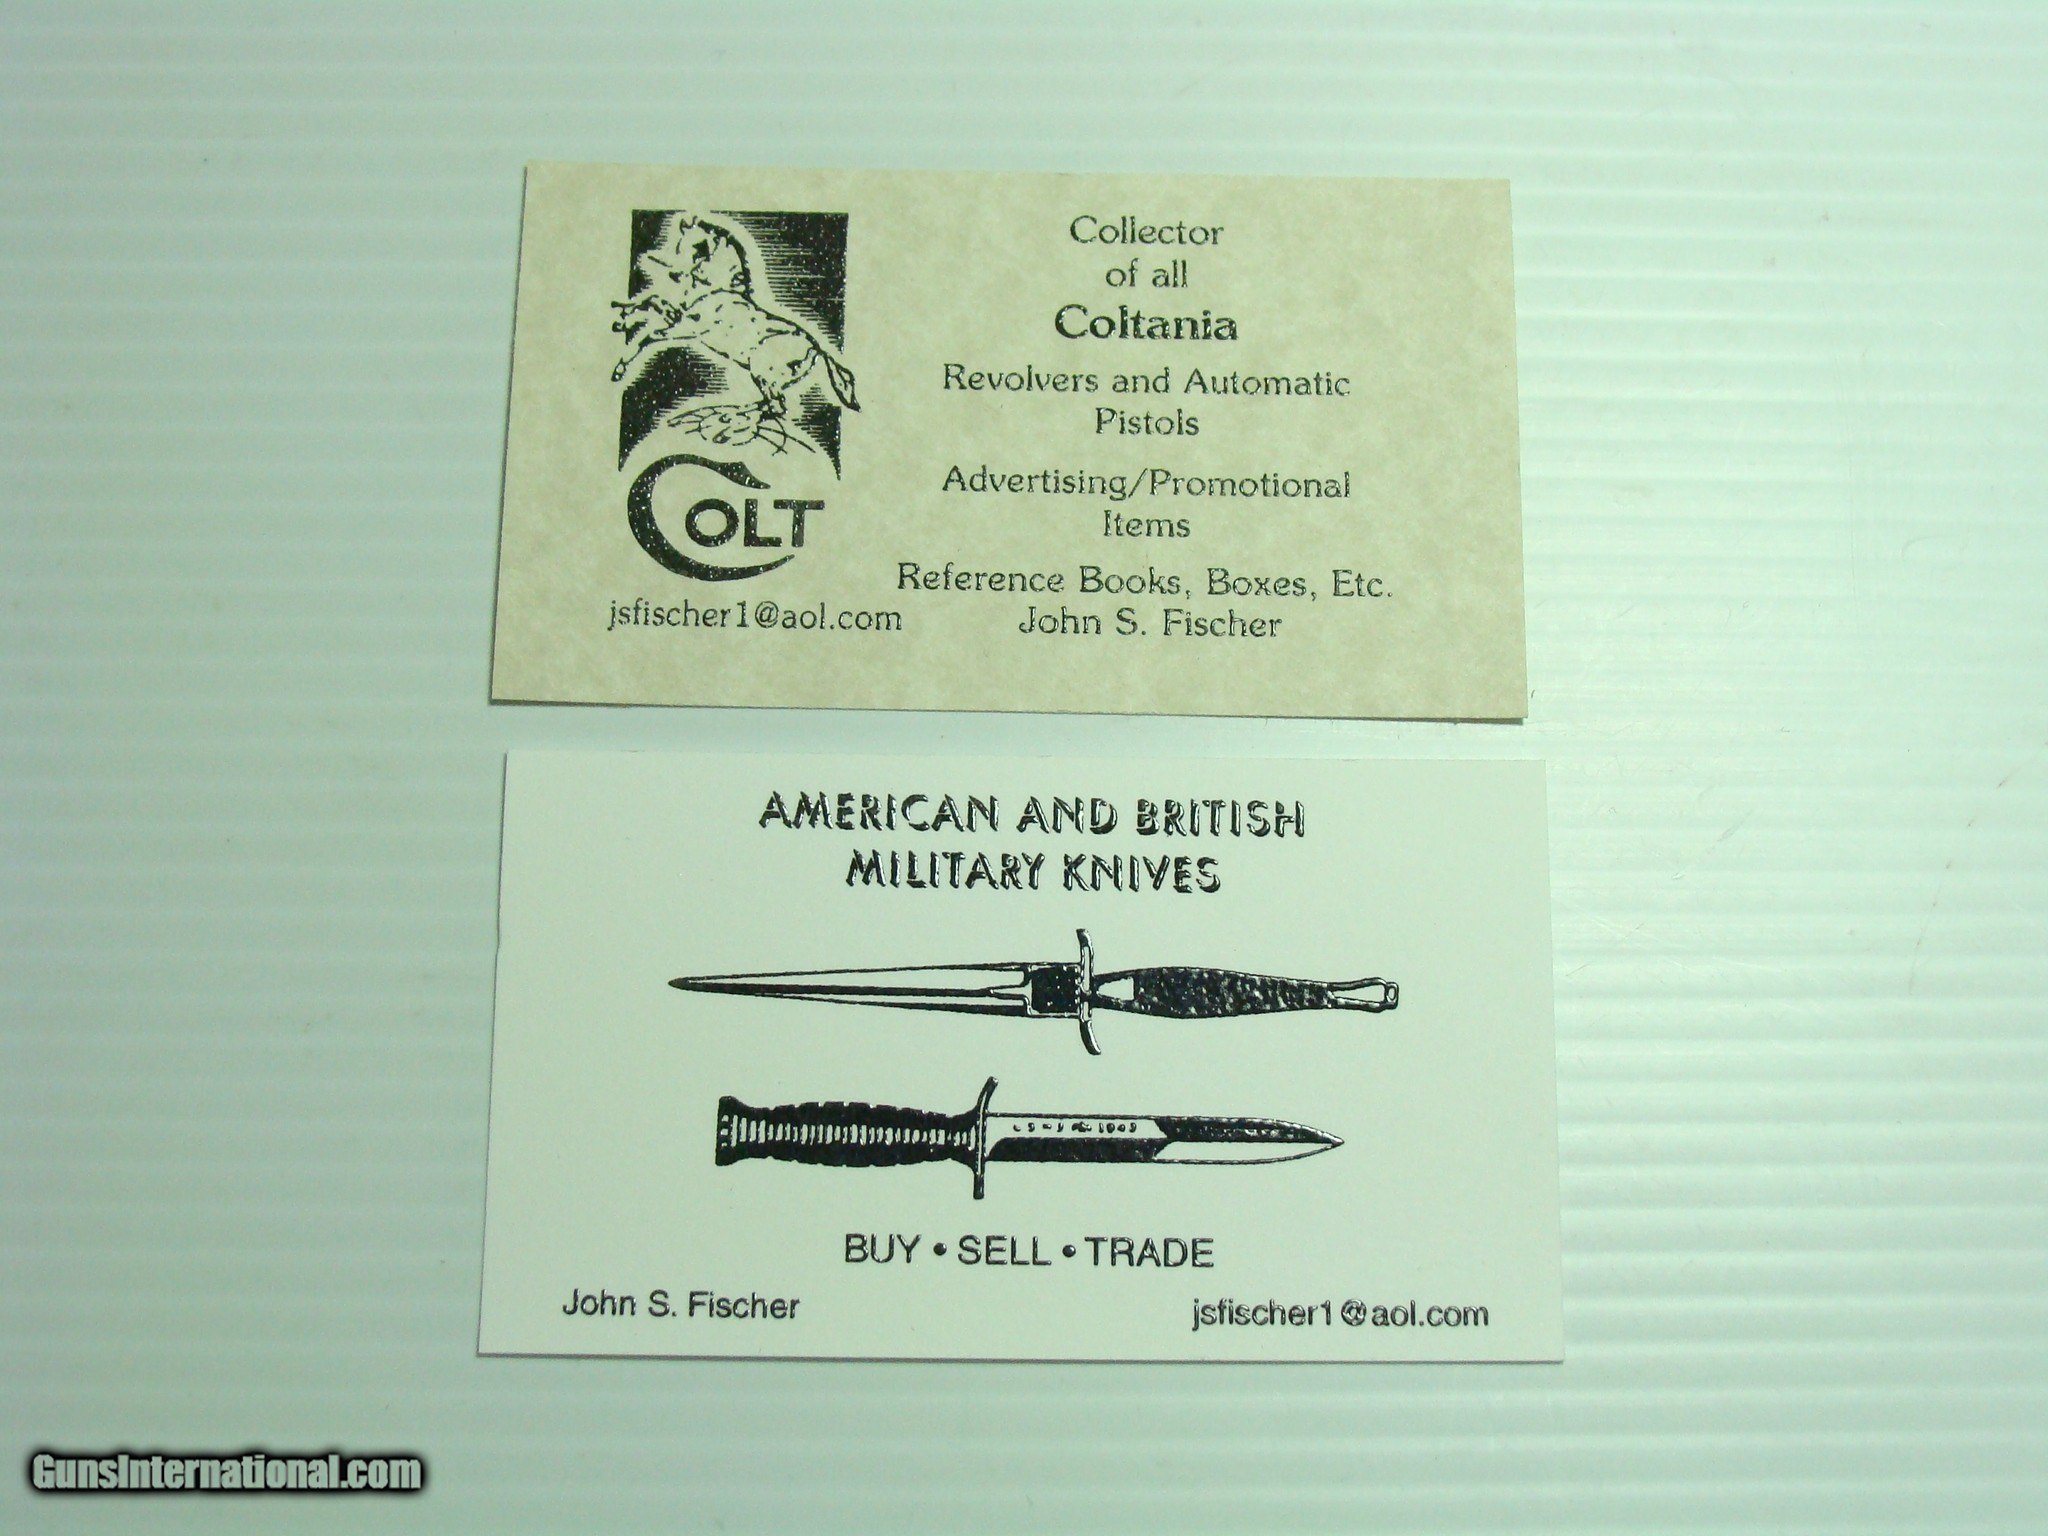 Collector
of all
Coltania
Revolvers and Automatic
Pistols
Advertising/Promotional
Items
Reference Books, Boxes, Etc.
John S. Fischer
COLT
jsfischer1@aol.com
AMERICAN AND BRITISH
MILITARY KNIVES
BUY • SELL • TRADE
John S. Fischer
jsfischer1@aol.com
GunsInternational.com